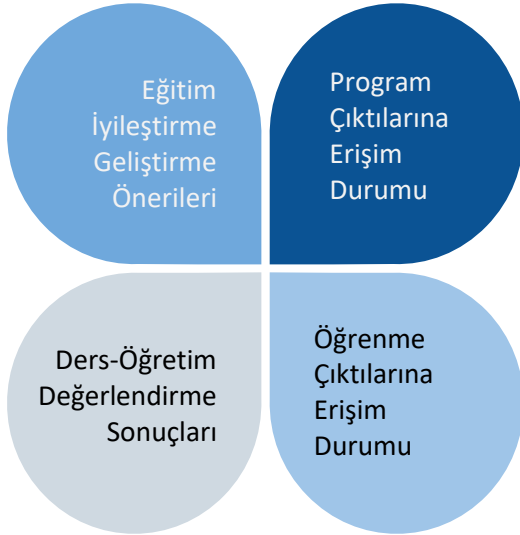 Eğitim
İyileştirme
Geliştirme
Önerileri
Program
Çıktılarına
Erişim
Durumu
Ders-Öğretim
Değerlendirme
Sonuçları
Öğrenme
Çıktılarına
Erişim
Durumu